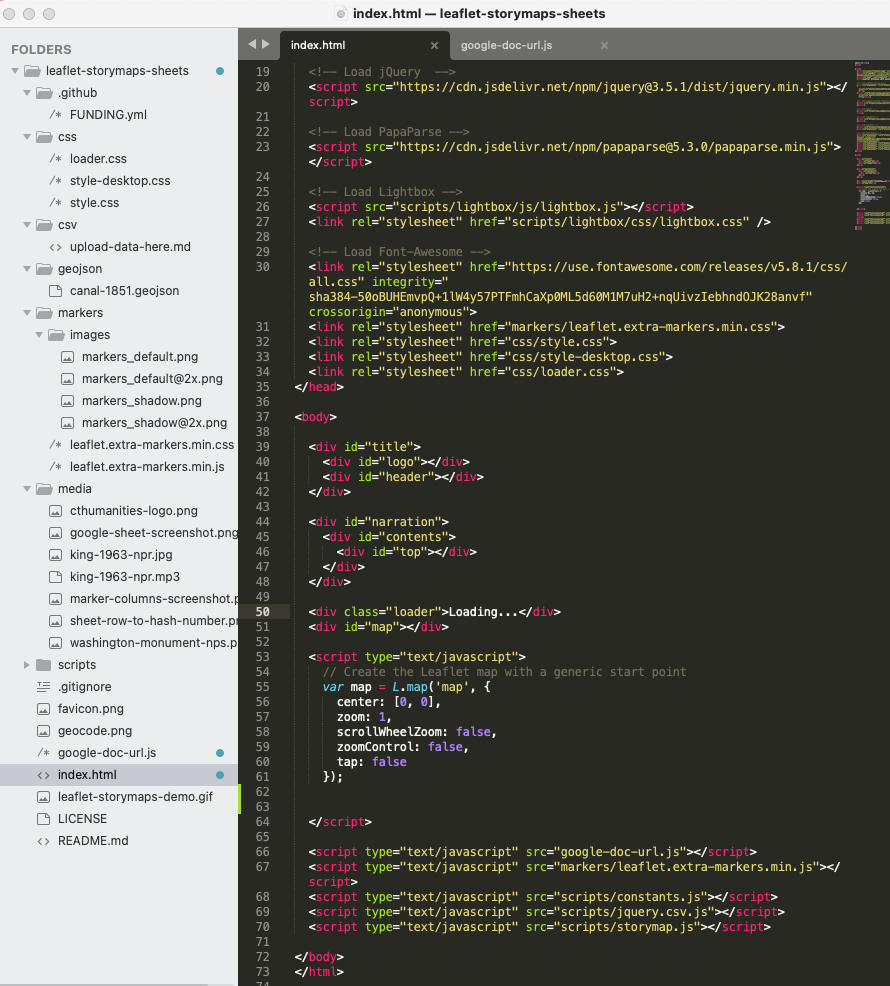 index.html — leaflet-storymaps-sheets
FOLDERS
leaflet-storymaps-sheets
.github
/* FUNDING.yml
css
/* loader.css
/* style-desktop.css
/* style.css
csv
<> upload-data-here.md
geojson
canal-1851.geojson
markers
images
markers_default.png
markers_default@2x.png
markers_shadow.png
markers_shadow@2x.png
/* leaflet.extra-markers.min.css
/* leaflet.extra-markers.min.js
media
cthumanities-logo.png
google-sheet-screenshot.png
king-1963-npr.jpg
king-1963-npr.mp3
marker-columns-screenshot.p
sheet-row-to-hash-number.pn
washington-monument-nps.p
scripts
.gitignore
favicon.png
geocode.png
/* google-doc-url.js
<> index.html
leaflet-storymaps-demo.gif
LICENSE
<> README.md
index.html × google-doc-url.js ×
19 <!-- Load jQuery  -->
20 <script src="https://cdn.jsdelivr.net/npm/jquery@3.5.1/dist/jquery.min.js"></
script>
21
22 <!-- Load PapaParse -->
23 <script src="https://cdn.jsdelivr.net/npm/papaparse@5.3.0/papaparse.min.js">
</script>
24
25 <!-- Load Lightbox -->
26 <script src="scripts/lightbox/js/lightbox.js"></script>
27 <link rel="stylesheet" href="scripts/lightbox/css/lightbox.css" />
28
29 <!-- Load Font-Awesome -->
30 <link rel="stylesheet" href="https://use.fontawesome.com/releases/v5.8.1/css/
all.css" integrity="
sha384-50oBUHEmvpQ+1lW4y57PTFmhCaXp0ML5d60M1M7uH2+nqUivzIebhndOJK28anvf"
crossorigin="anonymous">
31 <link rel="stylesheet" href="markers/leaflet.extra-markers.min.css">
32 <link rel="stylesheet" href="css/style.css">
33 <link rel="stylesheet" href="css/style-desktop.css">
34 <link rel="stylesheet" href="css/loader.css">
35 </head>
36
37 <body>
38
39 <div id="title">
40 <div id="logo"></div>
41 <div id="header"></div>
42 </div>
43
44 <div id="narration">
45 <div id="contents">
46 <div id="top"></div>
47 </div>
48 </div>
49
50 <div class="loader">Loading...</div>
51 <div id="map"></div>
52
53 <script type="text/javascript">
54 // Create the Leaflet map with a generic start point
55 var map = L.map('map', {
56 center: [0, 0],
57 zoom: 1,
58 scrollWheelZoom: false,
59 zoomControl: false,
60 tap: false
61 });
62
63
64 </script>
65
66 <script type="text/javascript" src="google-doc-url.js"></script>
67 <script type="text/javascript" src="markers/leaflet.extra-markers.min.js"></
script>
68 <script type="text/javascript" src="scripts/constants.js"></script>
69 <script type="text/javascript" src="scripts/jquery.csv.js"></script>
70 <script type="text/javascript" src="scripts/storymap.js"></script>
71
72 </body>
73 </html>
74